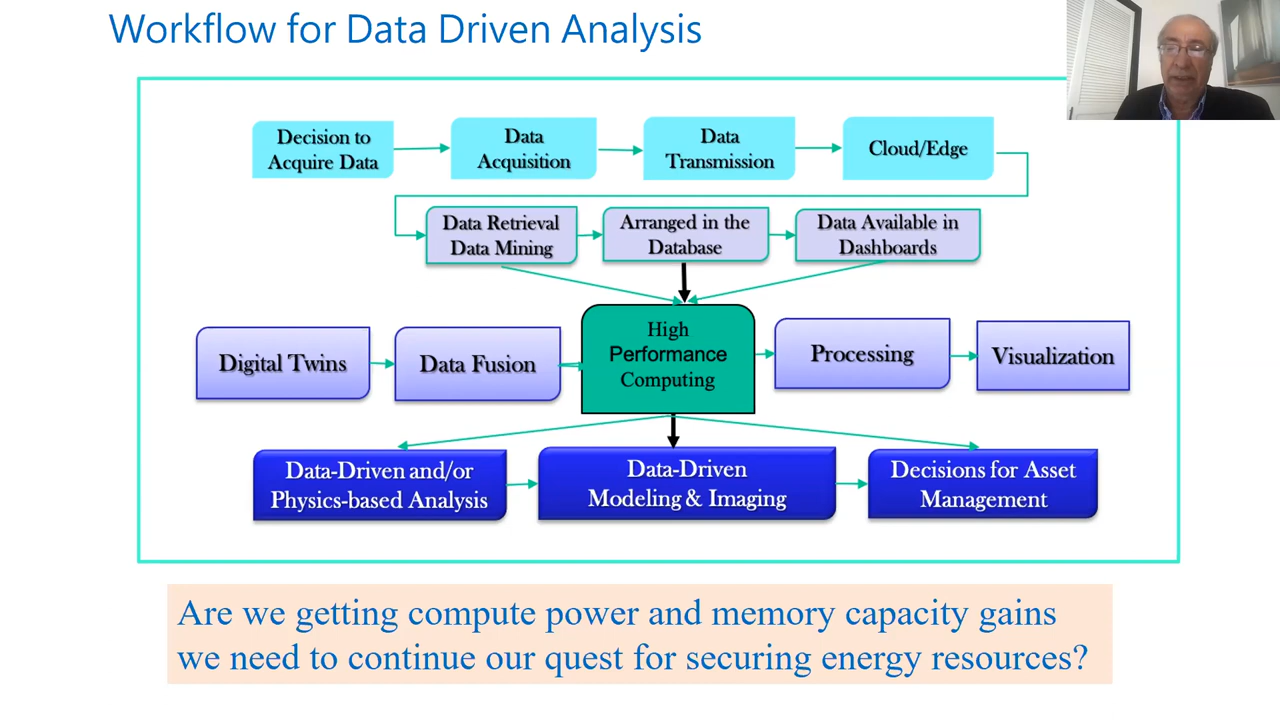 Workflow for Data Driven Analysis
Decision to
Acquire Data
Data
Acquisition
Data
Transmission
Cloud/Edge
Data Retrieval
Data Mining
Arranged in the
Database
Data Available in
Dashboards
Digital Twins
Data Fusion
High
Performance
Computing
Processing
Visualization
Data-Driven and/or
Physics-based Analysis
Data-Driven
Modeling & Imaging
Decisions for Asset
Management
Are we getting compute power and memory capacity gains
we need to continue our quest for securing energy resources?